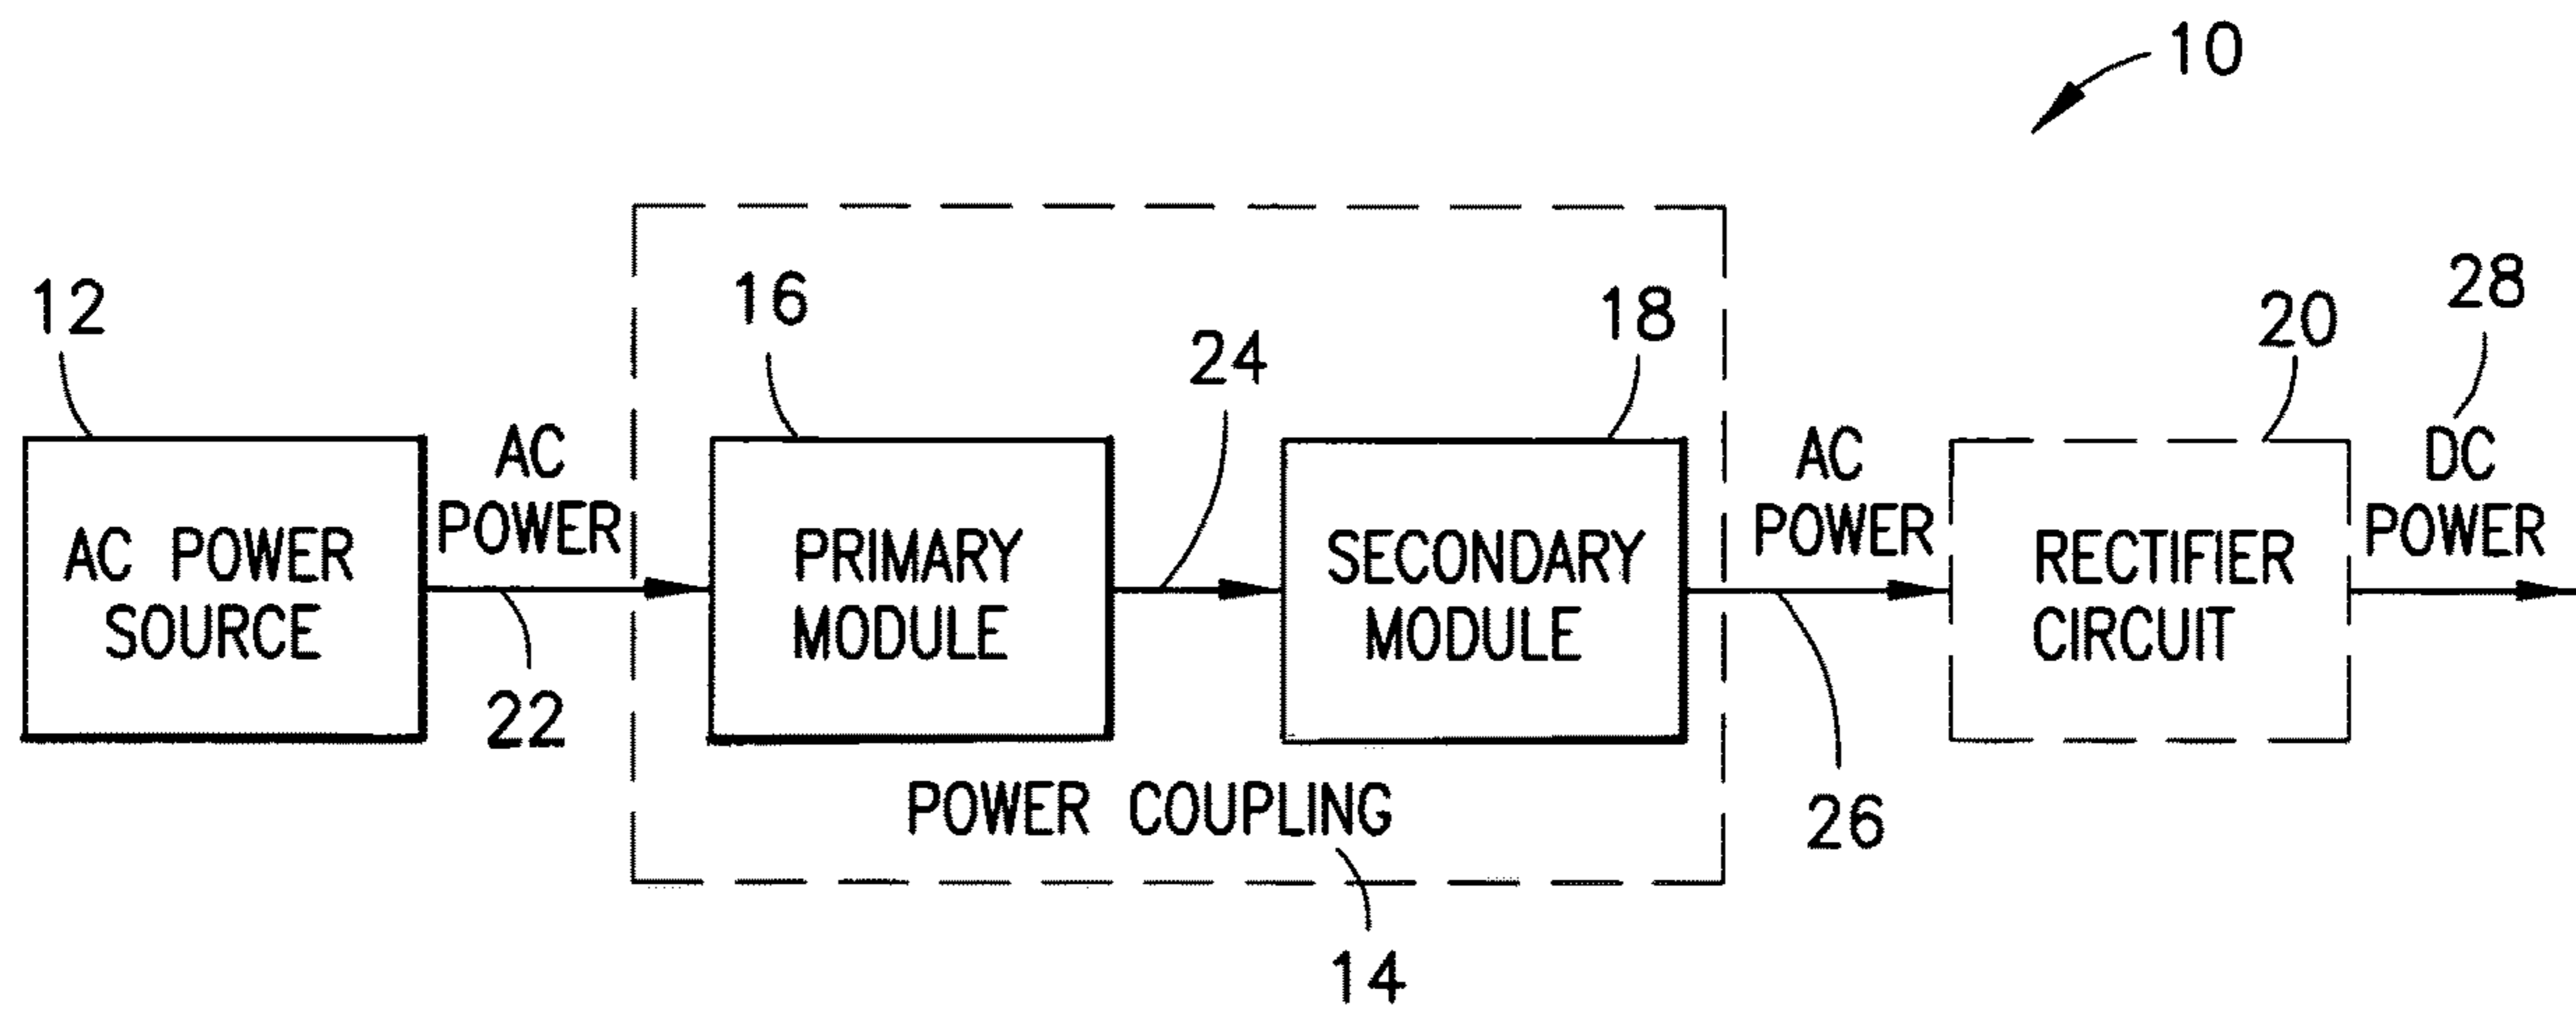 10
12
16
24
18
20
28
AC
POWER
AC
POWER
DC
POWER
AC POWER
SOURCE
PRIMARY
MODULE
SECONDARY
MODULE
RECTIFIER
CIRCUIT
22
POWER COUPLING
26
14